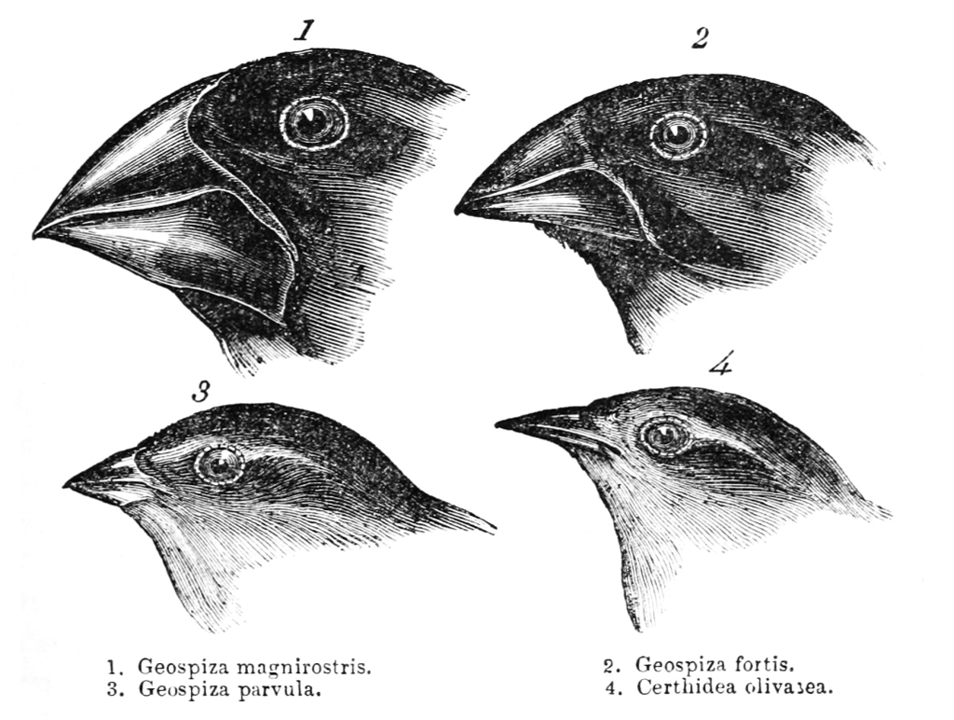 1
2
3
4
1. Geospiza magnirostris. 2. Geospiza fortis.
3. Geospiza parvula. 4. Certhidea olivasea.